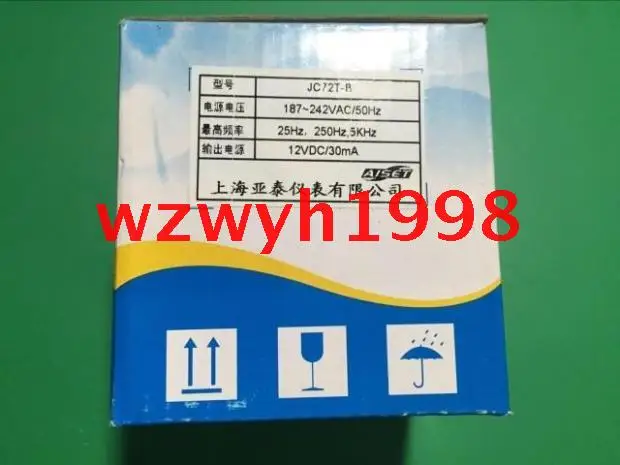 型号 JC72T-B
电源电压 187~242VAC/50Hz
最高频率 25Hz, 250Hz,5KHz
输出电源 12VDC/30mA
AISET
上海亚泰仪表有限公司
wzwyh1998